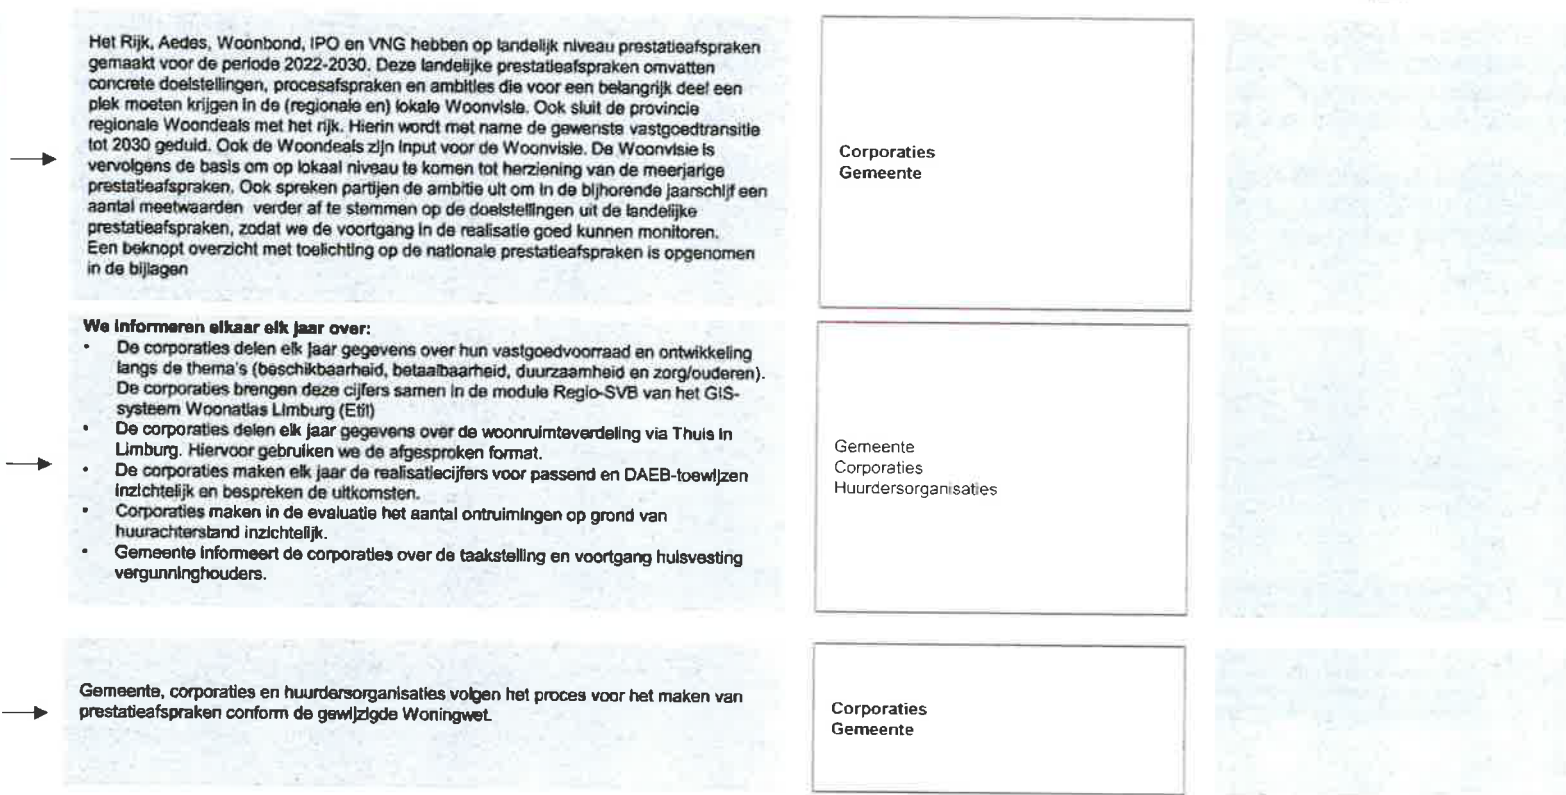 Het Rijk, Aedes, Woonbond, IPO en VNG hebben op landelijk niveau prestatieafspraken
gemaakt voor de periode 2022-2030. Deze landelijke prestatieafspraken omvatten
concrete doelstellingen, procesafspraken en ambities die voor een belangrijk deel een
plek moeten krijgen in de (regionale en) lokale Woonvisie. Ook sluit de provincie
regionale Woondeals met het rijk. Hierin wordt met name de gewenste vastgoedtransitie
tot 2030 geduid. Ook de Woondeals zijn input voor de Woonvisie. De Woonvisie is
vervolgens de basis om op lokaal niveau te komen tot herziening van de meerjarige
prestatieafspraken. Ook spreken partijen de ambitie uit om in de bijhorende jaarschijf een
aantal meetwaarden verder af te stemmen op de doelstellingen uit de landelijke
prestatieafspraken, zodat we de voortgang in de realisatie goed kunnen monitoren.
Een beknopt overzicht met toelichting op de nationale prestatieafspraken is opgenomen
in de bijlagen
Corporaties
Gemeente
We informeren elkaar elk jaar over:
• De corporaties delen elk jaar gegevens over hun vastgoedvoorraad en ontwikkeling
langs de thema's (beschikbaarheid, betaalbaarheid, duurzaamheid en zorg/ouderen).
De corporaties brengen deze cijfers samen in de module Regio-SVB van het GIS-
systeem Woonatlas Limburg (Etil)
• De corporaties delen elk jaar gegevens over de woonruimteverdeling via Thuis in
Limburg. Hiervoor gebruiken we de afgesproken format.
• De corporaties maken elk jaar de realisatiecijfers voor passend en DAEB-toewijzen
inzichtelijk en bespreken de uitkomsten.
• Corporaties maken in de evaluatie het aantal ontruimingen op grond van
huurachterstand inzichtelijk.
• Gemeente informeert de corporaties over de taakstelling en voortgang huisvesting
vergunninghouders.
Gemeente
Corporaties
Huurdersorganisaties
Gemeente, corporaties en huurdersorganisaties volgen het proces voor het maken van
prestatieafspraken conform de gewijzigde Woningwet.
Corporaties
Gemeente